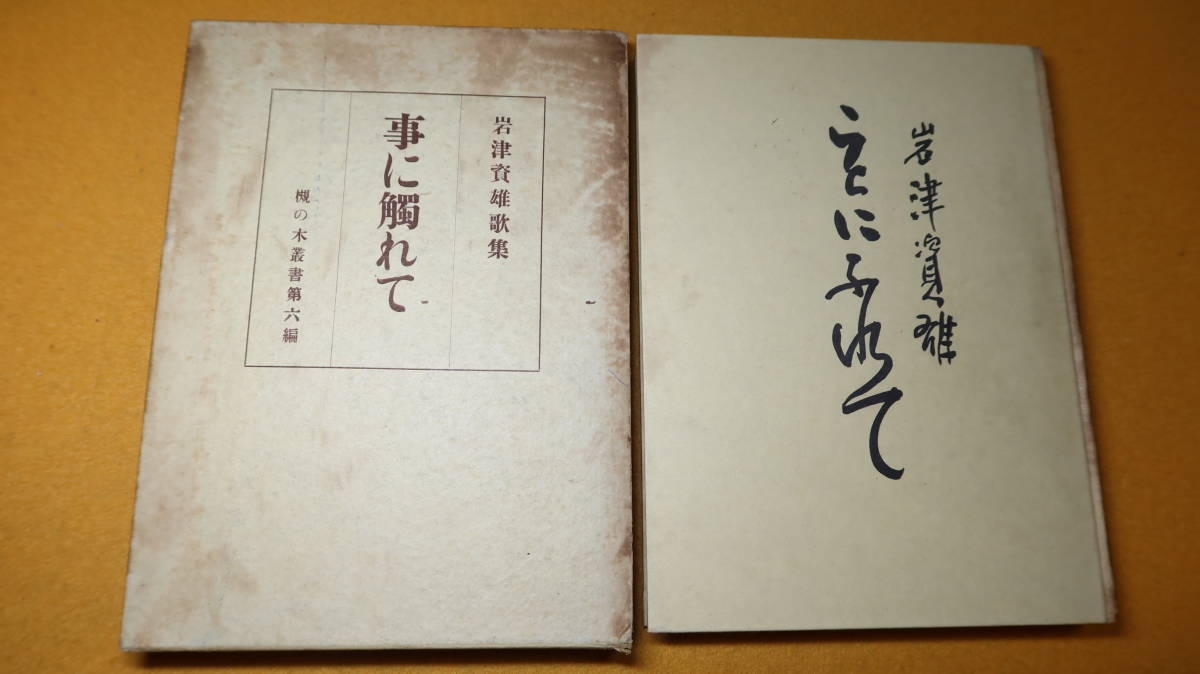 岩津資雄歌集
事に觸れて
槻の木叢書第六編
岩津資雄
ことにふれて